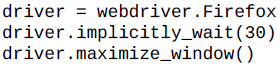 driver = webdriver.Firefox
driver.implicitly_wait(30)
driver.maximize_window()